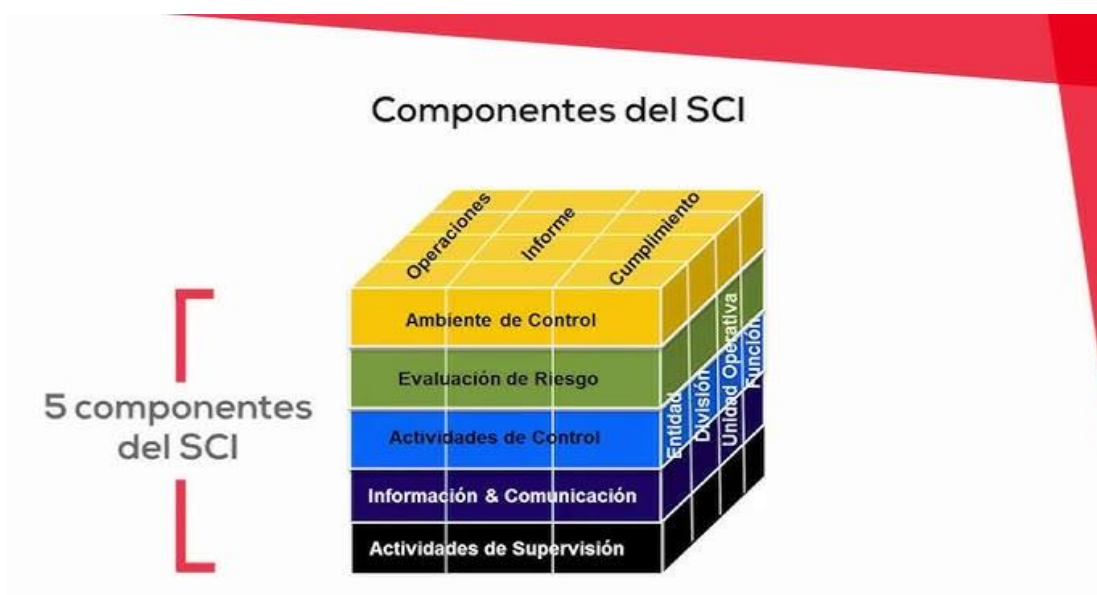 Componentes del SCI
Operaciones
Informe
Cumplimiento
5 componentes
del SCI
Ambiente de Control
Evaluación de Riesgo
Actividades de Control
Información & Comunicación
Actividades de Supervisión
Entidad
División
Unidad Operativa
Función